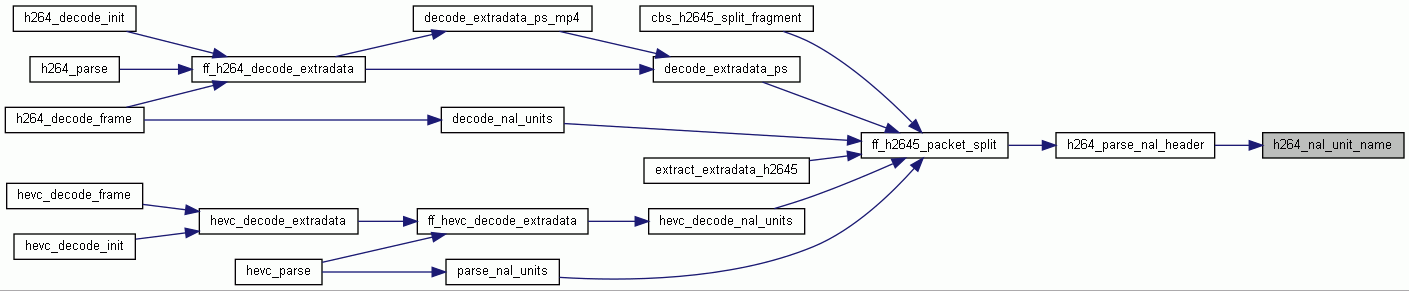 h264_decode_init
decode_extradata_ps_mp4
cbs_h2645_split_fragment
h264_parse
ff_h264_decode_extradata
decode_extradata_ps
h264_decode_frame
decode_nal_units
ff_h2645_packet_split
h264_parse_nal_header
h264_nal_unit_name
extract_extradata_h2645
hevc_decode_frame
hevc_decode_extradata
ff_hevc_decode_extradata
hevc_decode_nal_units
hevc_decode_init
hevc_parse
parse_nal_units